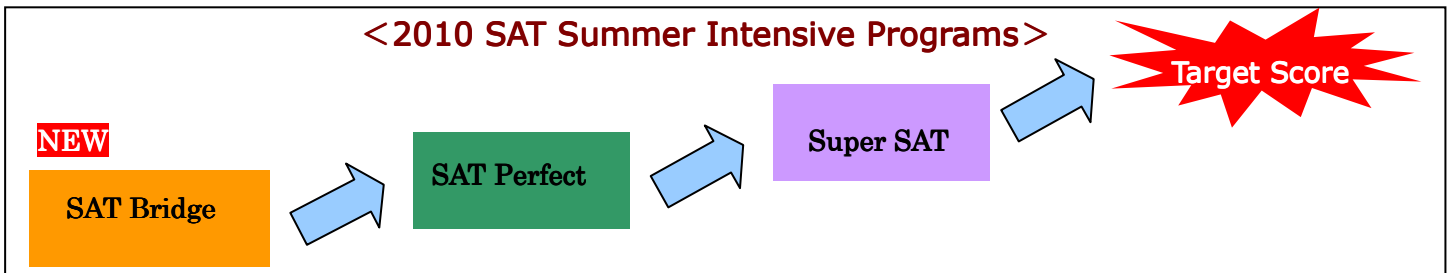 ＜2010 SAT Summer Intensive Programs＞
Target Score
NEW
SAT Bridge
SAT Perfect
Super SAT